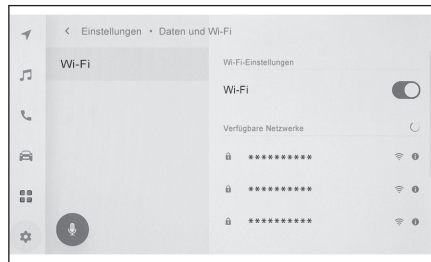 < Einstellungen • Daten und Wi-Fi
Wi-Fi
Wi-Fi-Einstellungen
Wi-Fi
Verfügbare Netzwerke
**********
**********
**********